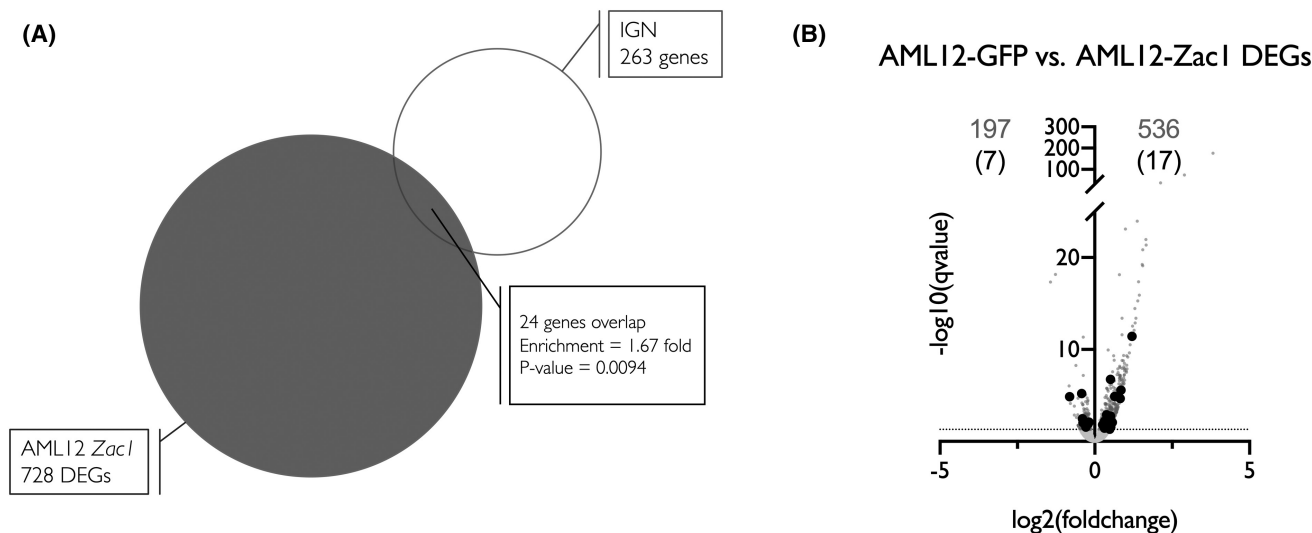 (A)
IGN
263 genes
24 genes overlap
Enrichment = 1.67 fold
P-value = 0.0094
AML12 Zac1
728 DEGs
(B)
AML12-GFP vs. AML12-Zac1 DEGs
197
(7)
536
(17)
300
200
100
20
10
-log10(qvalue)
-5
0
5
log2(foldchange)